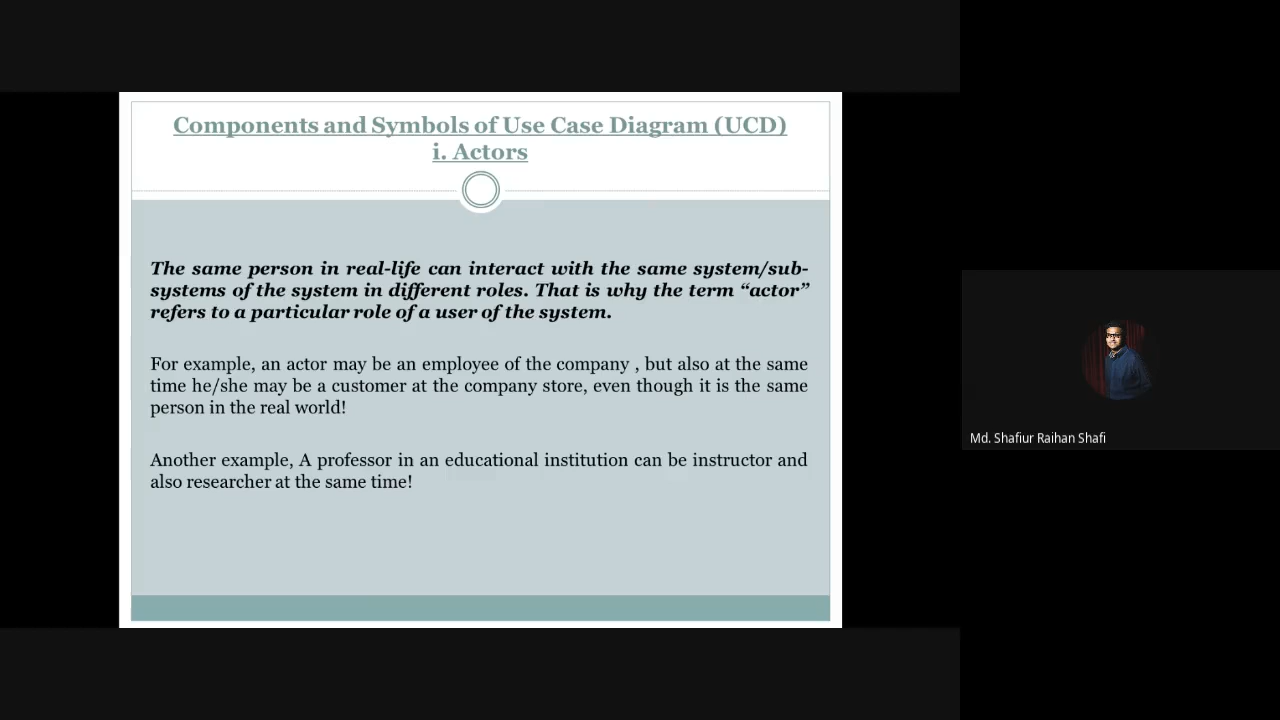 Components and Symbols of Use Case Diagram (UCD)
i. Actors
The same person in real-life can interact with the same system/sub-
systems of the system in different roles. That is why the term “actor”
refers to a particular role of a user of the system.
For example, an actor may be an employee of the company , but also at the same
time he/she may be a customer at the company store, even though it is the same
person in the real world!
Another example, A professor in an educational institution can be instructor and
also researcher at the same time!
Md. Shafiur Raihan Shafi